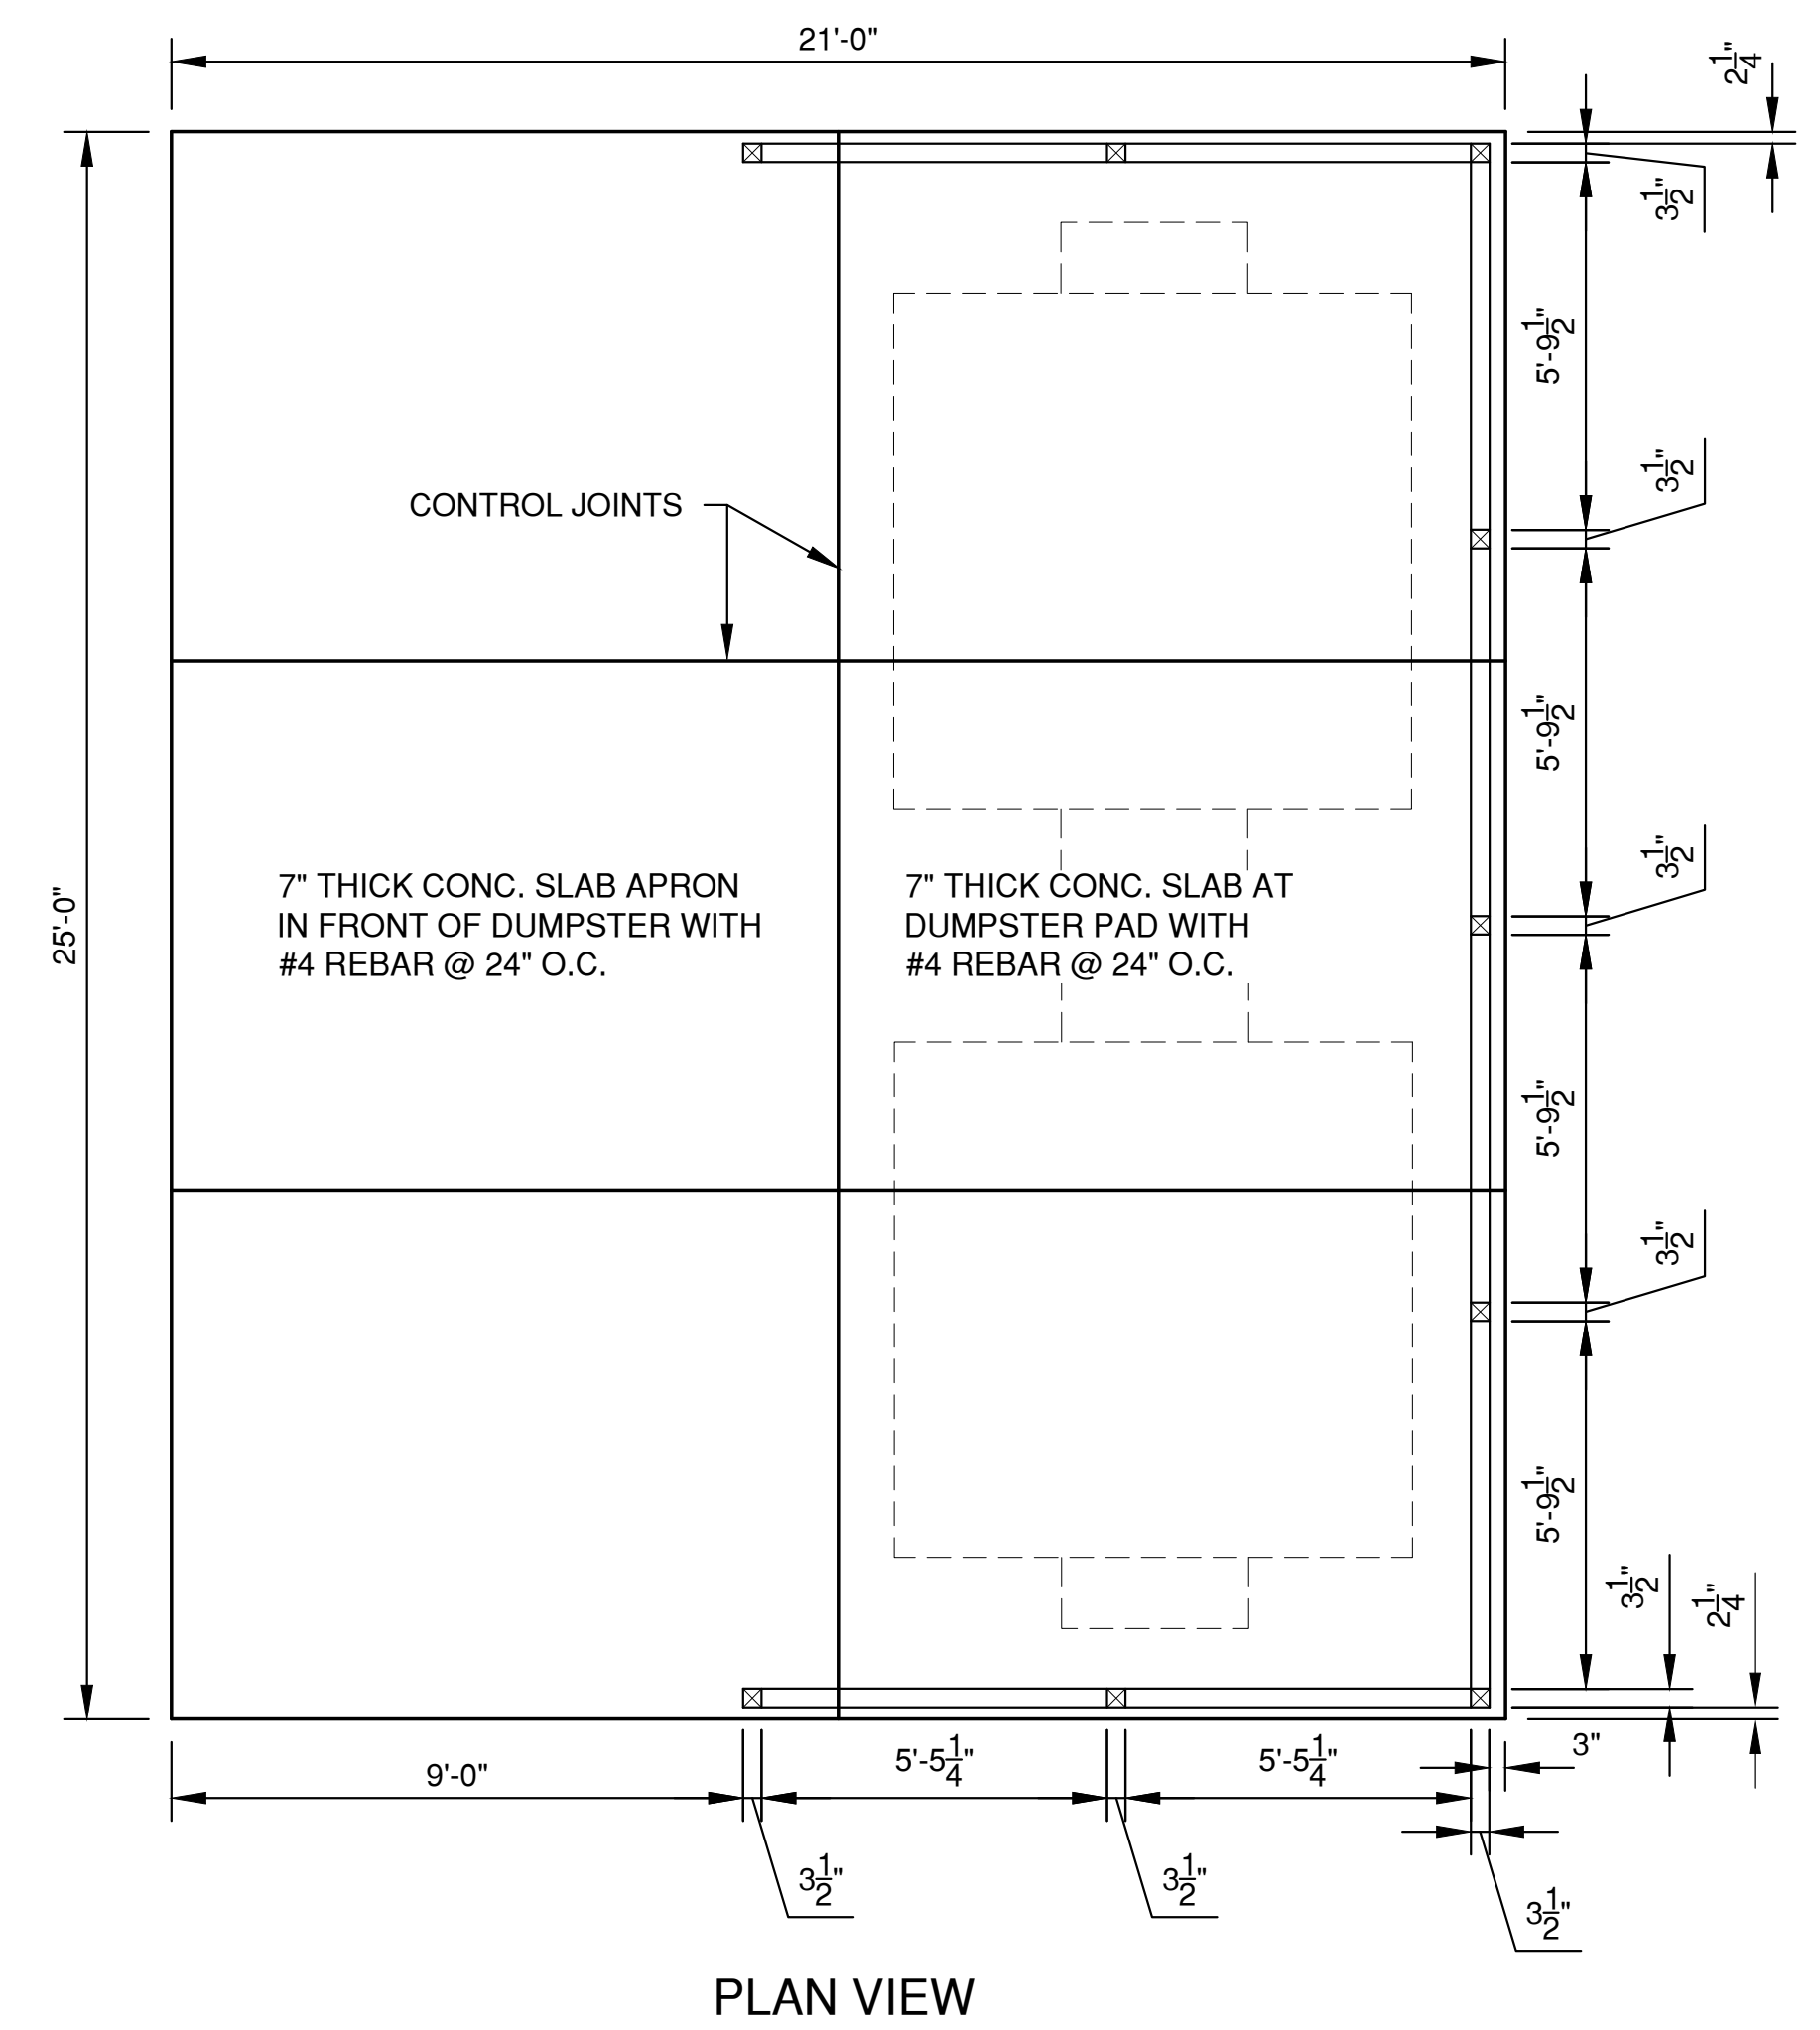 21'-0"
2 1/4"
3 1/2"
5'-9 1/2"
CONTROL JOINTS
3 1/2"
5'-9 1/2"
3 1/2"
25'-0"
7" THICK CONC. SLAB APRON
IN FRONT OF DUMPSTER WITH
#4 REBAR @ 24" O.C.
7" THICK CONC. SLAB AT
DUMPSTER PAD WITH
#4 REBAR @ 24" O.C.
5'-9 1/2"
3 1/2"
5'-9 1/2"
3 1/2"
2 1/4"
9'-0"
5'-5 1/4"
5'-5 1/4"
3"
3 1/2"
3 1/2"
3 1/2"
PLAN VIEW